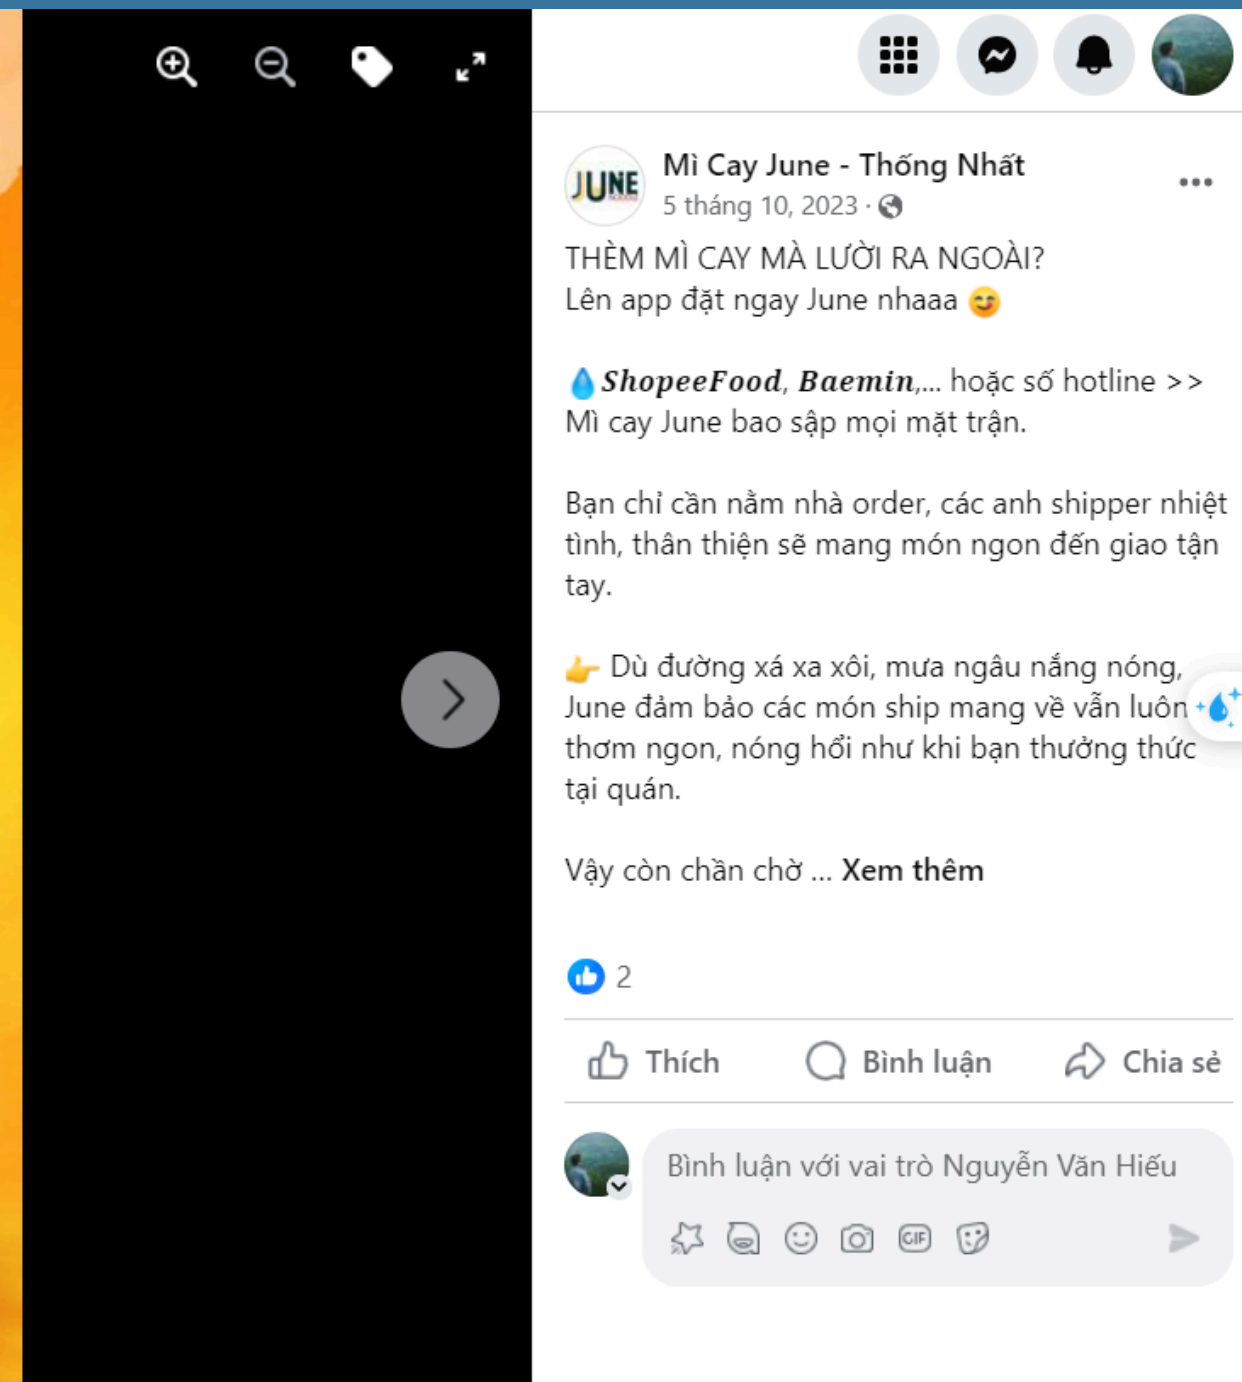 JUNE
Mì Cay June - Thống Nhất
5 tháng 10, 2023 ·
THÈM MÌ CAY MÀ LƯỜI RA NGOÀI?
Lên app đặt ngay June nhaaa 😋
💧ShopeeFood, Baemin,... hoặc số hotline >>
Mì cay June bao sập mọi mặt trận.
Bạn chỉ cần nằm nhà order, các anh shipper nhiệt
tình, thân thiện sẽ mang món ngon đến giao tận
tay.
👉 Dù đường xá xa xôi, mưa ngâu nắng nóng,
June đảm bảo các món ship mang về vẫn luôn
thơm ngon, nóng hổi như khi bạn thưởng thức
tại quán.
Vậy còn chần chờ ... Xem thêm
2
Thích Bình luận Chia sẻ
Bình luận với vai trò Nguyễn Văn Hiếu
GIF